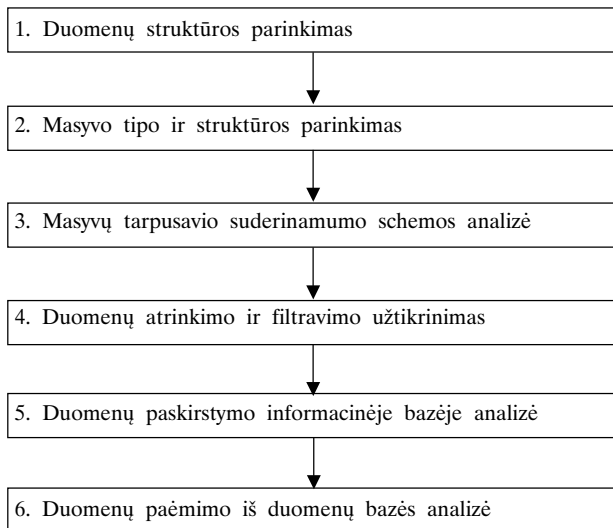 1. Duomenų struktūros parinkimas
2. Masyvo tipo ir struktūros parinkimas
3. Masyvų tarpusavio suderinamumo schemos analizė
4. Duomenų atrinkimo ir filtravimo užtikrinimas
5. Duomenų paskirstymo informacinėje bazėje analizė
6. Duomenų paėmimo iš duomenų bazės analizė